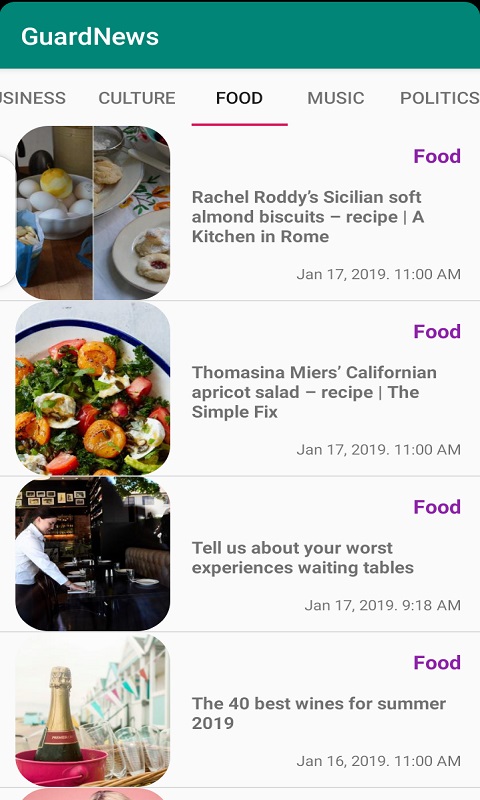 GuardNews
USINESS CULTURE FOOD MUSIC POLITICS
Food
Rachel Roddy’s Sicilian soft
almond biscuits – recipe | A
Kitchen in Rome
Jan 17, 2019. 11:00 AM
Food
Thomasina Miers’ Californian
apricot salad – recipe | The
Simple Fix
Jan 17, 2019. 11:00 AM
Food
Tell us about your worst
experiences waiting tables
Jan 17, 2019. 9:18 AM
Food
The 40 best wines for summer
2019
Jan 16, 2019. 11:00 AM